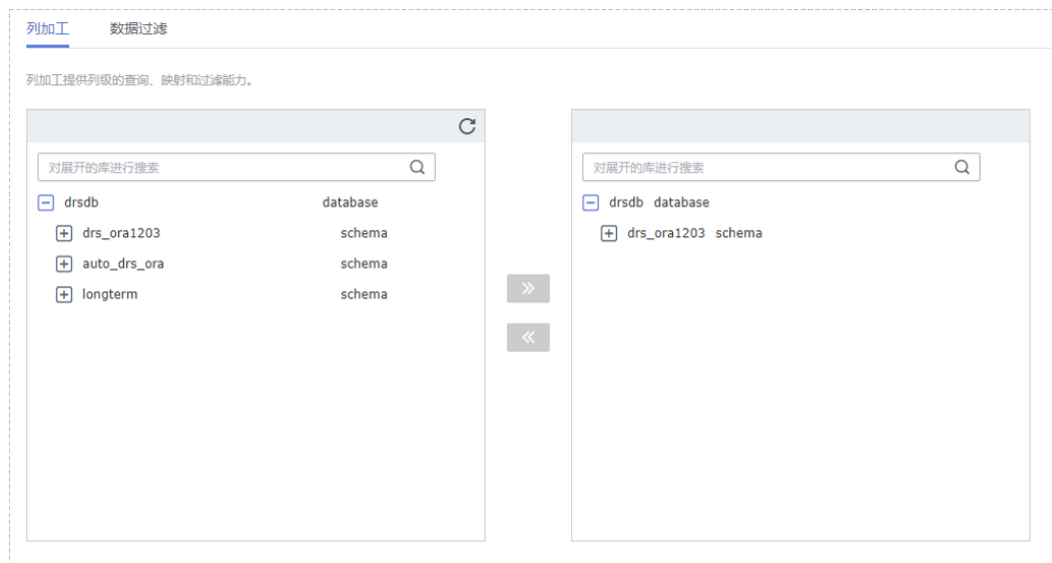 列加工 数据过滤
列加工提供列级的查询、映射和过滤能力。
对展开的库进行搜索
drsdb database
drs_ora1203 schema
auto_drs_ora schema
longterm schema
对展开的库进行搜索
drsdb database
drs_ora1203 schema